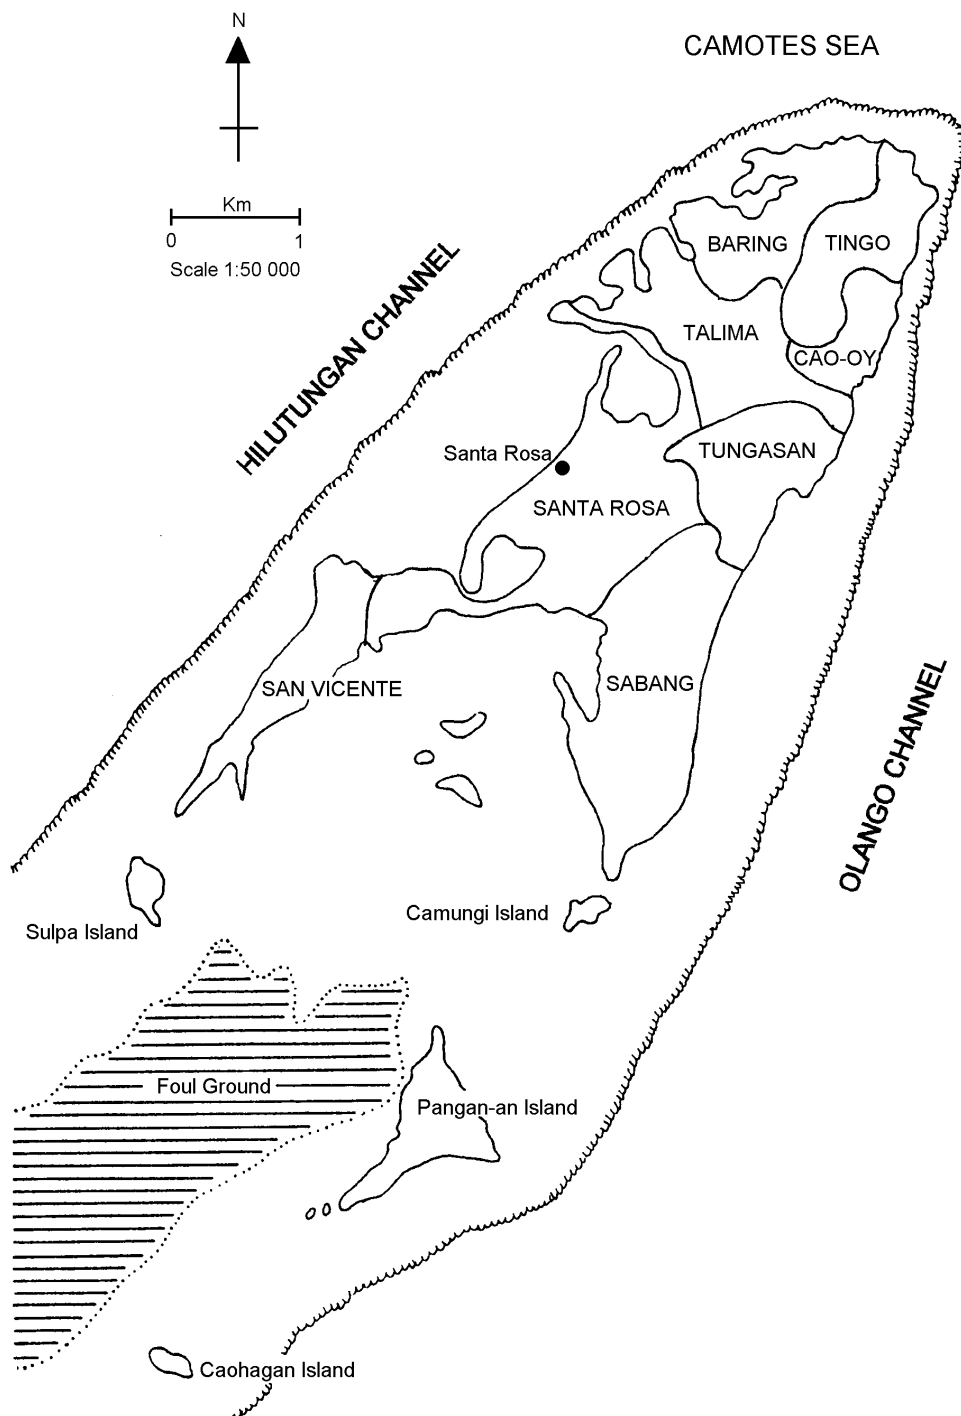 N
CAMOTES SEA
Km
0 1
Scale 1:50 000
HILUTUNGAN CHANNEL
BARING
TINGO
TALIMA
CAO-OY
Santa Rosa
TUNGASAN
SANTA ROSA
SAN VICENTE
SABANG
OLANGO CHANNEL
Sulpa Island
Camungi Island
Foul Ground
Pangan-an Island
Caohagan Island